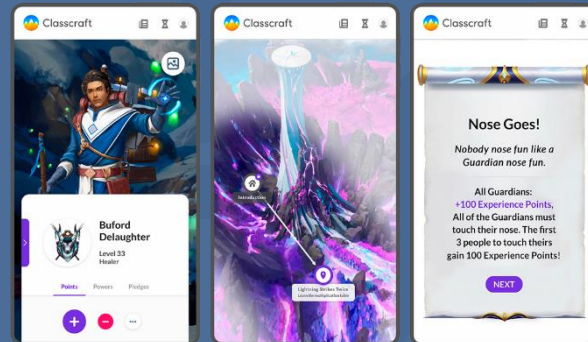 Classcraft
Buford
Delaughter
Level 33
Healer
Points Powers Pledges
Classcraft
Introduction
Lightning Strikes Twice
Classcraft
Nose Goes!
Nobody nose fun like a
Guardian nose fun.
All Guardians:
+100 Experience Points,
All of the Guardians must
touch their nose. The first
3 people to touch theirs
gain 100 Experience Points!
NEXT